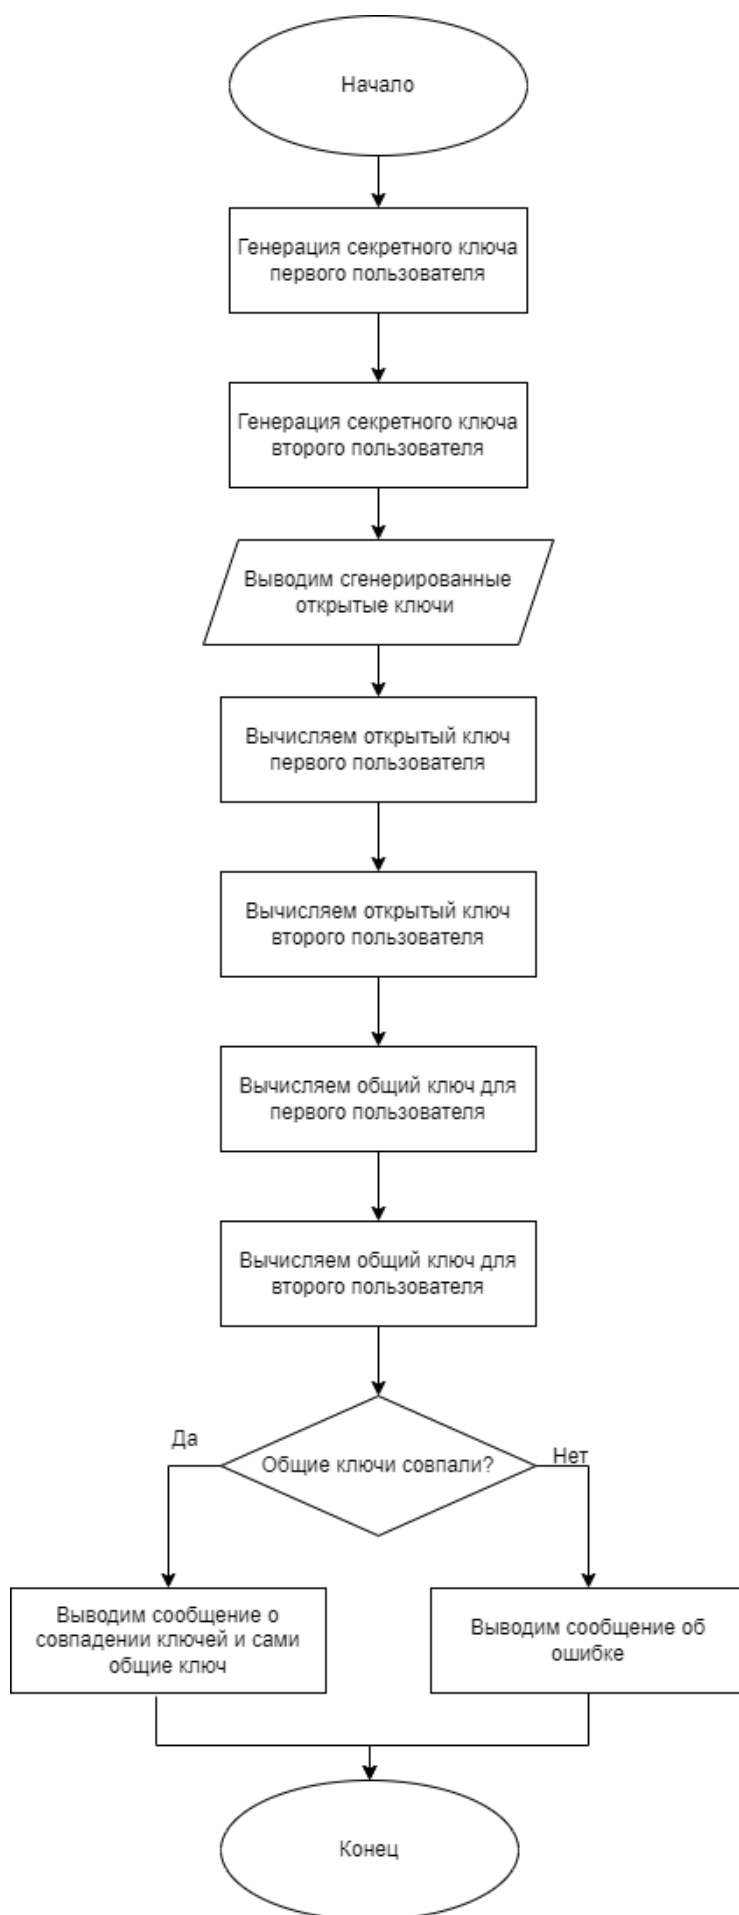 Начало
Генерация секретного ключа
первого пользователя
Генерация секретного ключа
второго пользователя
Выводим сгенерированные
открытые ключи
Вычисляем открытый ключ
первого пользователя
Вычисляем открытый ключ
второго пользователя
Вычисляем общий ключ для
первого пользователя
Вычисляем общий ключ для
второго пользователя
Да
Общие ключи совпали?
Нет
Выводим сообщение о
совпадении ключей и сами
общие ключ
Выводим сообщение об
ошибке
Конец